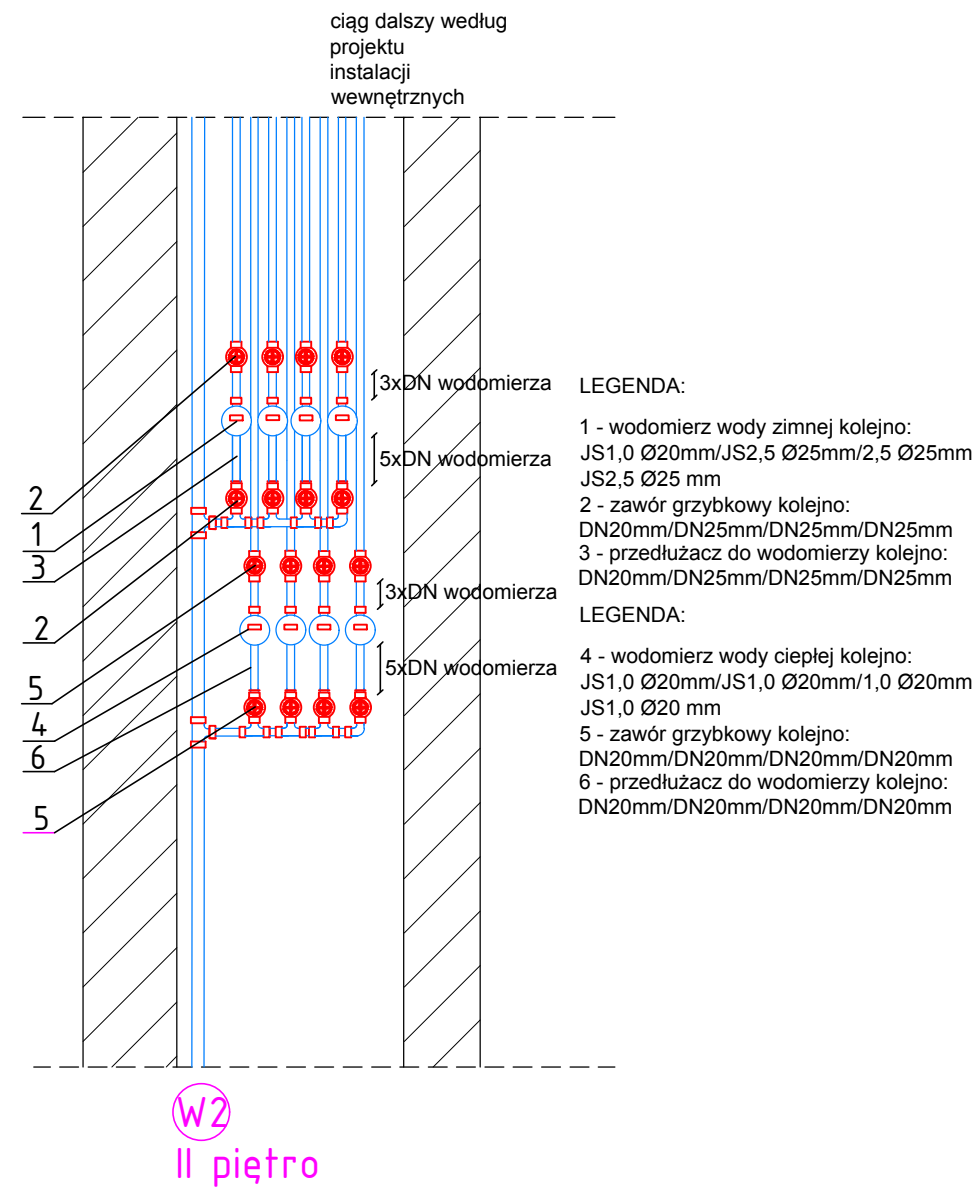 ciąg dalszy według
projektu
instalacji
wewnętrznych
3xDN wodomierza
5xDN wodomierza
3xDN wodomierza
5xDN wodomierza
2
1
3
2
5
4
6
5
LEGENDA:
1 - wodomierz wody zimnej kolejno:
JS1,0 Ø20mm/JS2,5 Ø25mm/2,5 Ø25mm
JS2,5 Ø25 mm
2 - zawór grzybkowy kolejno:
DN20mm/DN25mm/DN25mm/DN25mm
3 - przedłużacz do wodomierzy kolejno:
DN20mm/DN25mm/DN25mm/DN25mm
LEGENDA:
4 - wodomierz wody ciepłej kolejno:
JS1,0 Ø20mm/JS1,0 Ø20mm/1,0 Ø20mm
JS1,0 Ø20 mm
5 - zawór grzybkowy kolejno:
DN20mm/DN20mm/DN20mm/DN20mm
6 - przedłużacz do wodomierzy kolejno:
DN20mm/DN20mm/DN20mm/DN20mm
W2
II piętro